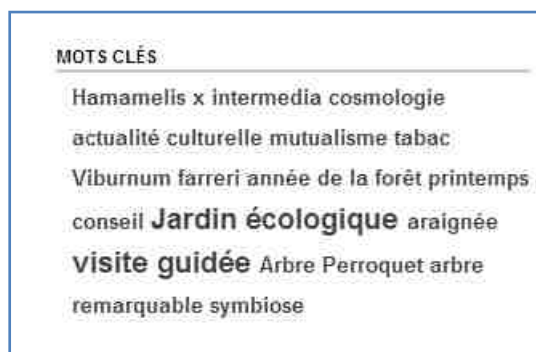 MOTS CLÉS
Hamamelis x intermedia cosmologie
actualité culturelle mutualisme tabac
Viburnum farreri année de la forêt printemps
conseil Jardin écologique araignée
visite guidée Arbre Perroquet arbre
remarquable symbiose